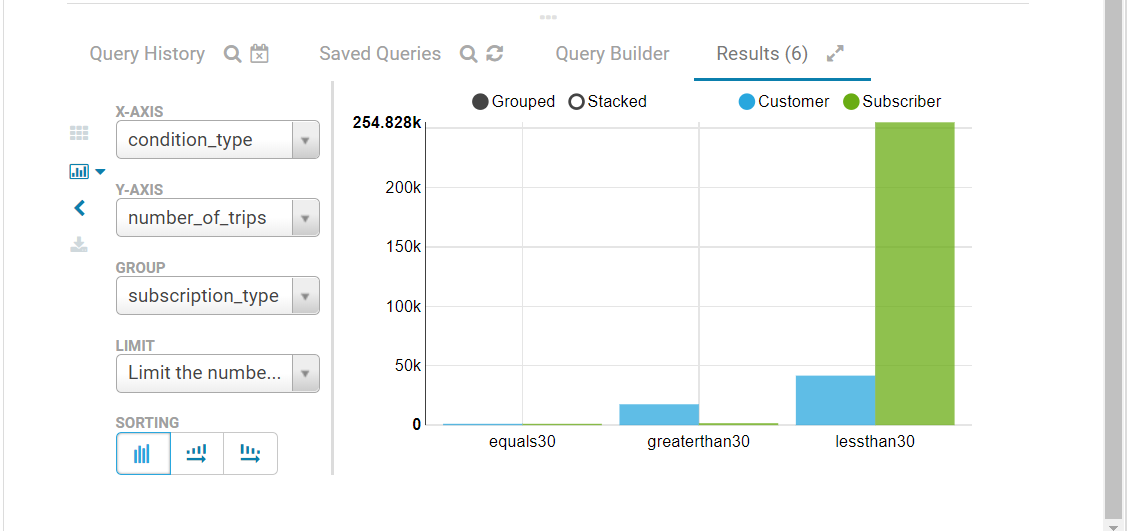 Query History
Saved Queries
Query Builder
Results (6)
X-AXIS
condition_type
Y-AXIS
number_of_trips
GROUP
subscription_type
LIMIT
Limit the numbe...
SORTING
Grouped Stacked
Customer Subscriber
254.828k
200k
150k
100k
50k
0
equals30 greaterthan30 lessthan30